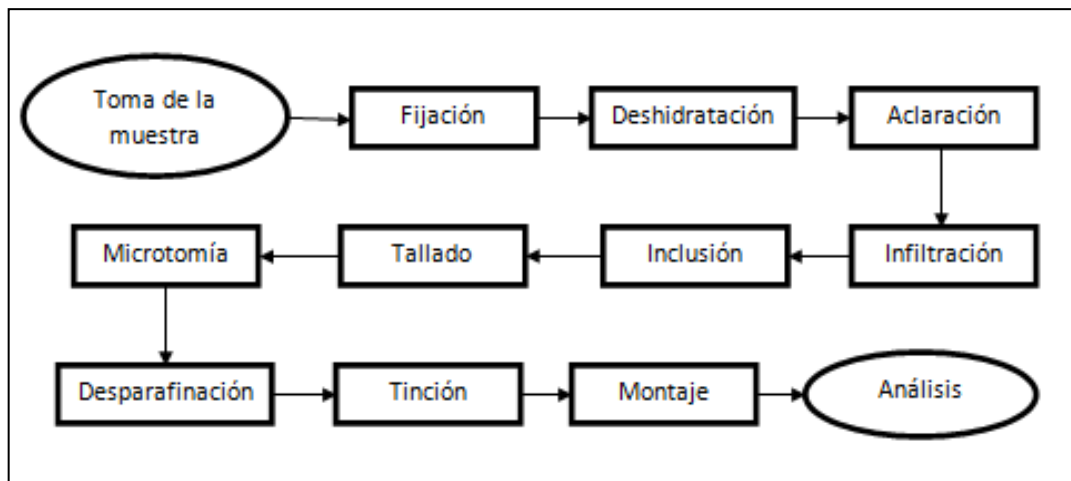 Toma de la
muestra
Fijación
Deshidratación
Aclaración
Infiltración
Inclusión
Tallado
Microtomía
Desparafinación
Tinción
Montaje
Análisis